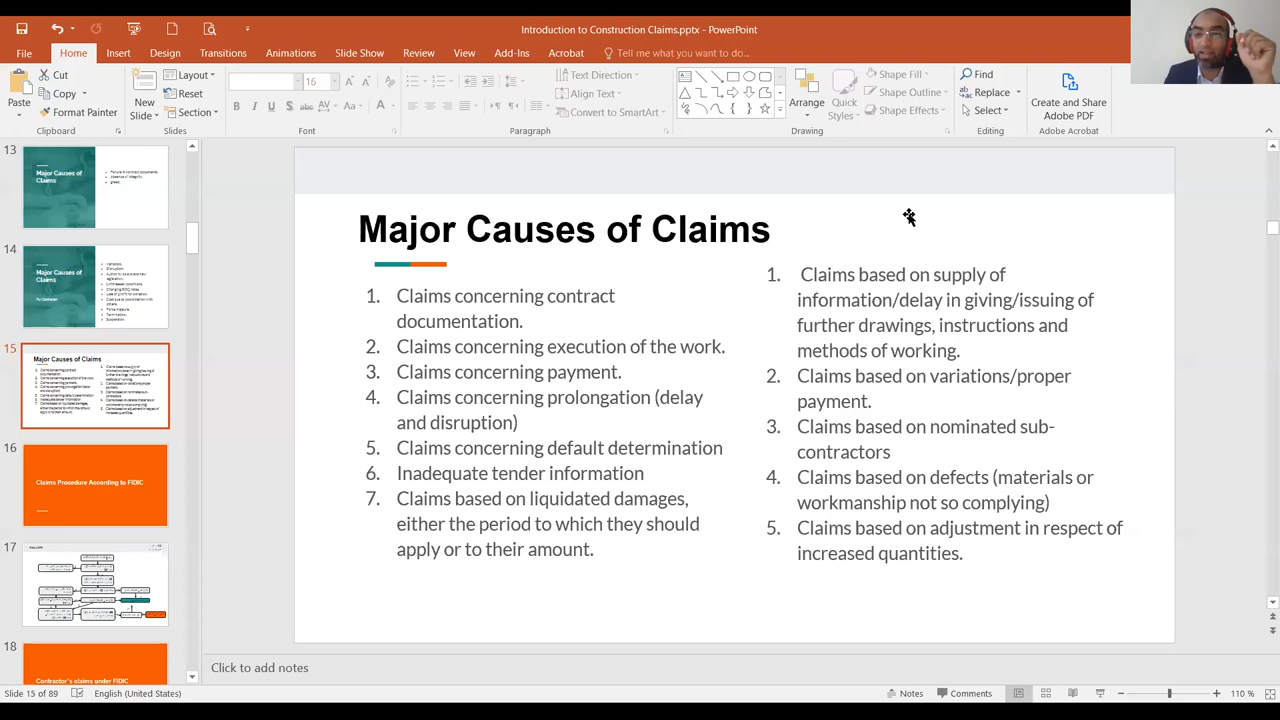 Introduction to Construction Claims.pptx - PowerPoint
File Home Insert Design Transitions Animations Slide Show Review View Add-Ins Acrobat Tell me what you want to do...
Paste
Cut
Copy
Format Painter
Clipboard
New Slide
Layout
Reset
Section
Slides
16
Font
Text Direction
Align Text
Convert to SmartArt
Paragraph
Arrange
Quick Styles
Shape Fill
Shape Outline
Shape Effects
Drawing
Find
Replace
Select
Editing
Create and Share Adobe PDF
Adobe Acrobat
13
Major Causes of
Claims
14
Major Causes of
Claims
For Contractor
15
Major Causes of Claims
16
Claims Procedure According to FIDIC
17
18
Contractor's claims under FIDIC
Major Causes of Claims
1. Claims concerning contract
documentation.
2. Claims concerning execution of the work.
3. Claims concerning payment.
4. Claims concerning prolongation (delay
and disruption)
5. Claims concerning default determination
6. Inadequate tender information
7. Claims based on liquidated damages,
either the period to which they should
apply or to their amount.
1. Claims based on supply of
information/delay in giving/issuing of
further drawings, instructions and
methods of working.
2. Claims based on variations/proper
payment.
3. Claims based on nominated sub-
contractors
4. Claims based on defects (materials or
workmanship not so complying)
5. Claims based on adjustment in respect of
increased quantities.
Click to add notes
Slide 15 of 89 English (United States) Notes Comments 110 %